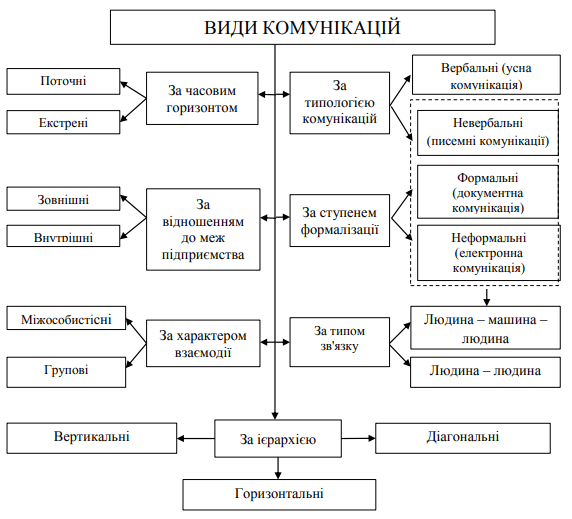 ВИДИ КОМУНІКАЦІЙ
Поточні
Екстрені
За часовим
горизонтом
За
типологією
комунікацій
Вербальні (усна
комунікація)
Невербальні
(писемні комунікації)
Зовнішні
Внутрішні
За
відношенням
до меж
підприємства
За ступенем
формалізації
Формальні
(документна
комунікація)
Неформальні
(електронна
комунікація)
Міжособистісні
Групові
За характером
взаємодії
За типом
зв'язку
Людина – машина –
людина
Людина – людина
Вертикальні
За ієрархією
Діагональні
Горизонтальні